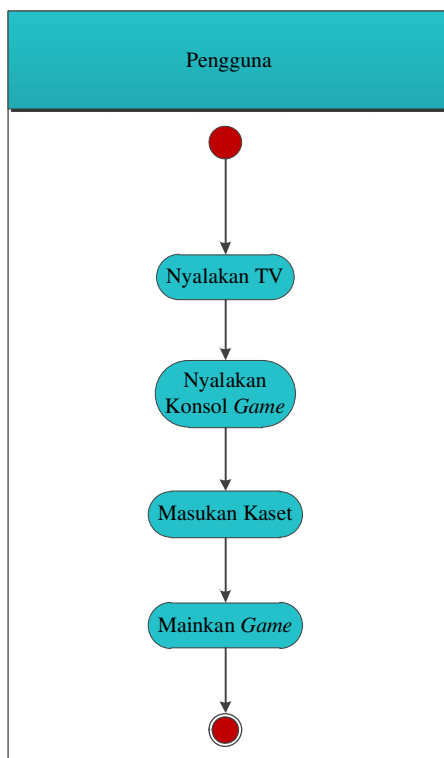 Pengguna
Nyalakan TV
Nyalakan
Konsol Game
Masukan Kaset
Mainkan Game